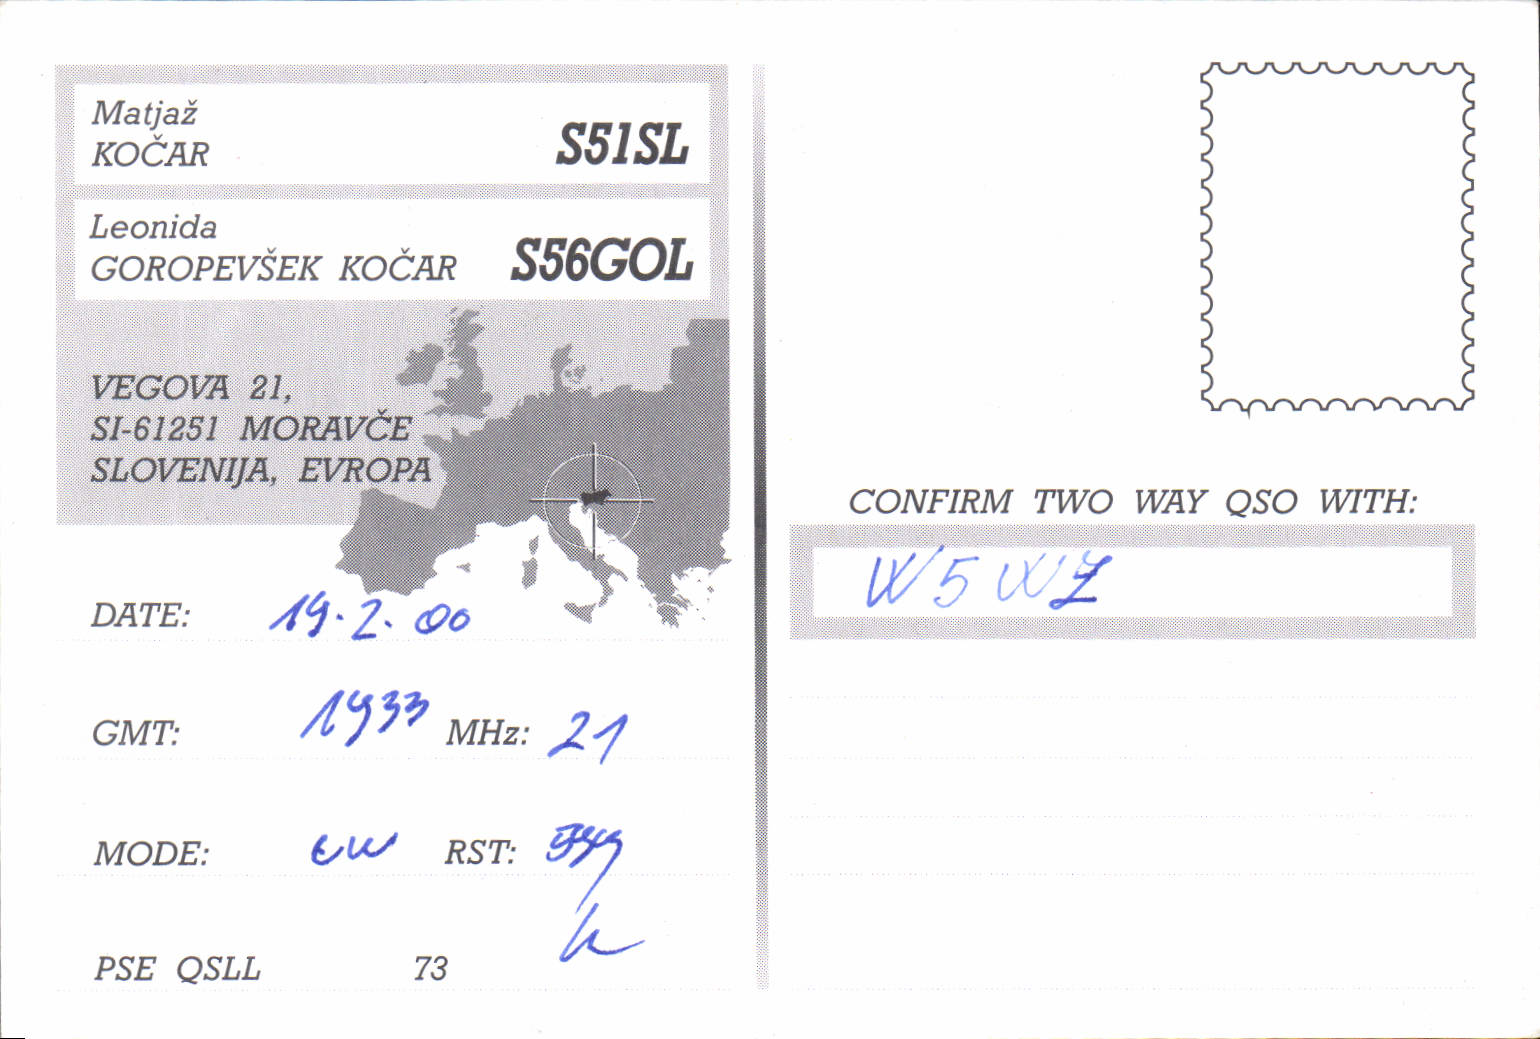 Matjaž
KOČAR S51SL
Leonida
GOROPEVŠEK KOČAR S56GOL
VEGOVA 21,
SI-61251 MORAVČE
SLOVENIJA, EVROPA
DATE: 19.2.00
GMT: 1933 MHz: 21
MODE: CW RST: 599
PSE QSLL 73
CONFIRM TWO WAY QSO WITH:
W5WZ